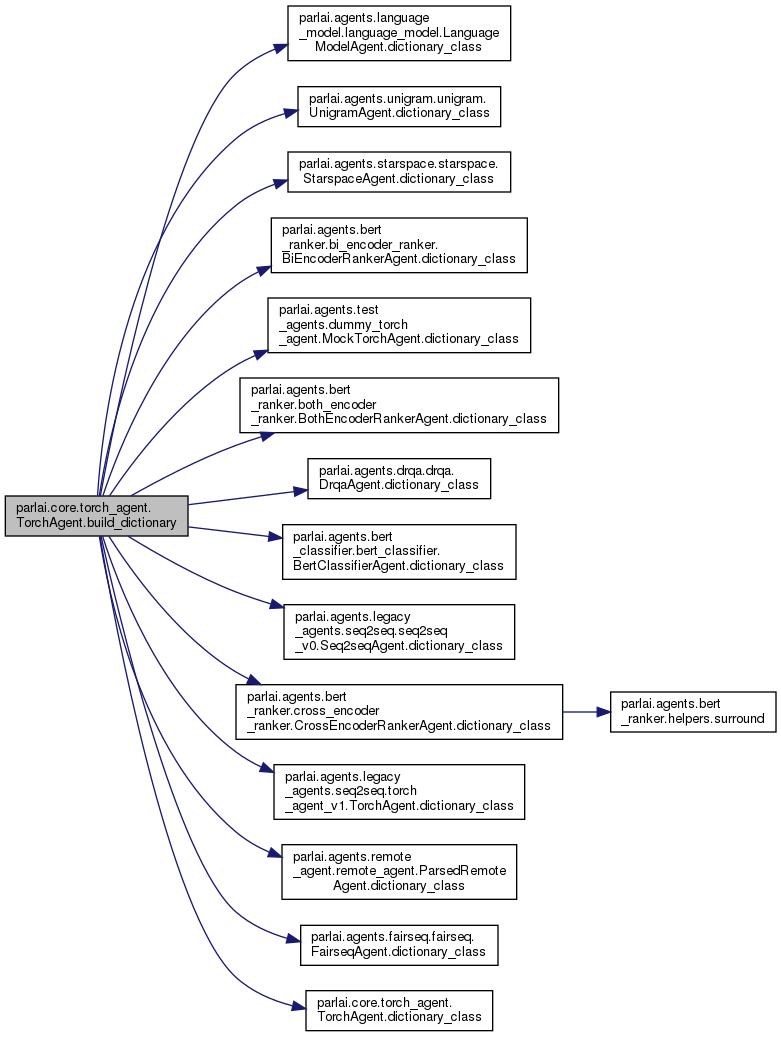 parlai.agents.language
_model.language_model.Language
ModelAgent.dictionary_class
parlai.agents.unigram.unigram.
UnigramAgent.dictionary_class
parlai.agents.starspace.starspace.
StarspaceAgent.dictionary_class
parlai.agents.bert
_ranker.bi_encoder_ranker.
BiEncoderRankerAgent.dictionary_class
parlai.agents.test
_agents.dummy_torch
_agent.MockTorchAgent.dictionary_class
parlai.agents.bert
_ranker.both_encoder
_ranker.BothEncoderRankerAgent.dictionary_class
parlai.agents.drqa.drqa.
DrqaAgent.dictionary_class
parlai.core.torch_agent.
TorchAgent.build_dictionary
parlai.agents.bert
_classifier.bert_classifier.
BertClassifierAgent.dictionary_class
parlai.agents.legacy
_agents.seq2seq.seq2seq
_v0.Seq2seqAgent.dictionary_class
parlai.agents.bert
_ranker.cross_encoder
_ranker.CrossEncoderRankerAgent.dictionary_class
parlai.agents.bert
_ranker.helpers.surround
parlai.agents.legacy
_agents.seq2seq.torch
_agent_v1.TorchAgent.dictionary_class
parlai.agents.remote
_agent.remote_agent.ParsedRemote
Agent.dictionary_class
parlai.agents.fairseq.fairseq.
FairseqAgent.dictionary_class
parlai.core.torch_agent.
TorchAgent.dictionary_class